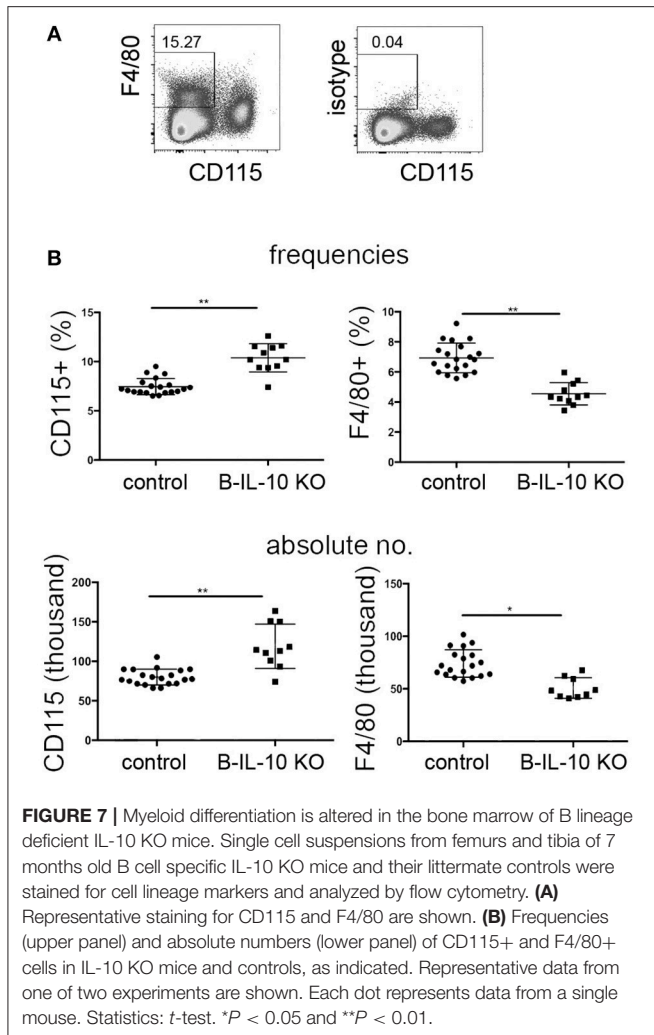 A
15.27
F4/80
CD115
0.04
isotype
CD115
B
frequencies
15
10
5
0
CD115+ (%)
**
control
B-IL-10 KO
10
8
6
4
2
0
F4/80+ (%)
**
control
B-IL-10 KO
absolute no.
200
150
100
50
0
CD115 (thousand)
**
control
B-IL-10 KO
150
100
50
0
F4/80 (thousand)
*
control
B-IL-10 KO
FIGURE 7 | Myeloid differentiation is altered in the bone marrow of B lineage
deficient IL-10 KO mice. Single cell suspensions from femurs and tibia of 7
months old B cell specific IL-10 KO mice and their littermate controls were
stained for cell lineage markers and analyzed by flow cytometry. (A)
Representative staining for CD115 and F4/80 are shown. (B) Frequencies
(upper panel) and absolute numbers (lower panel) of CD115+ and F4/80+
cells in IL-10 KO mice and controls, as indicated. Representative data from
one of two experiments are shown. Each dot represents data from a single
mouse. Statistics: t-test. *P < 0.05 and **P < 0.01.